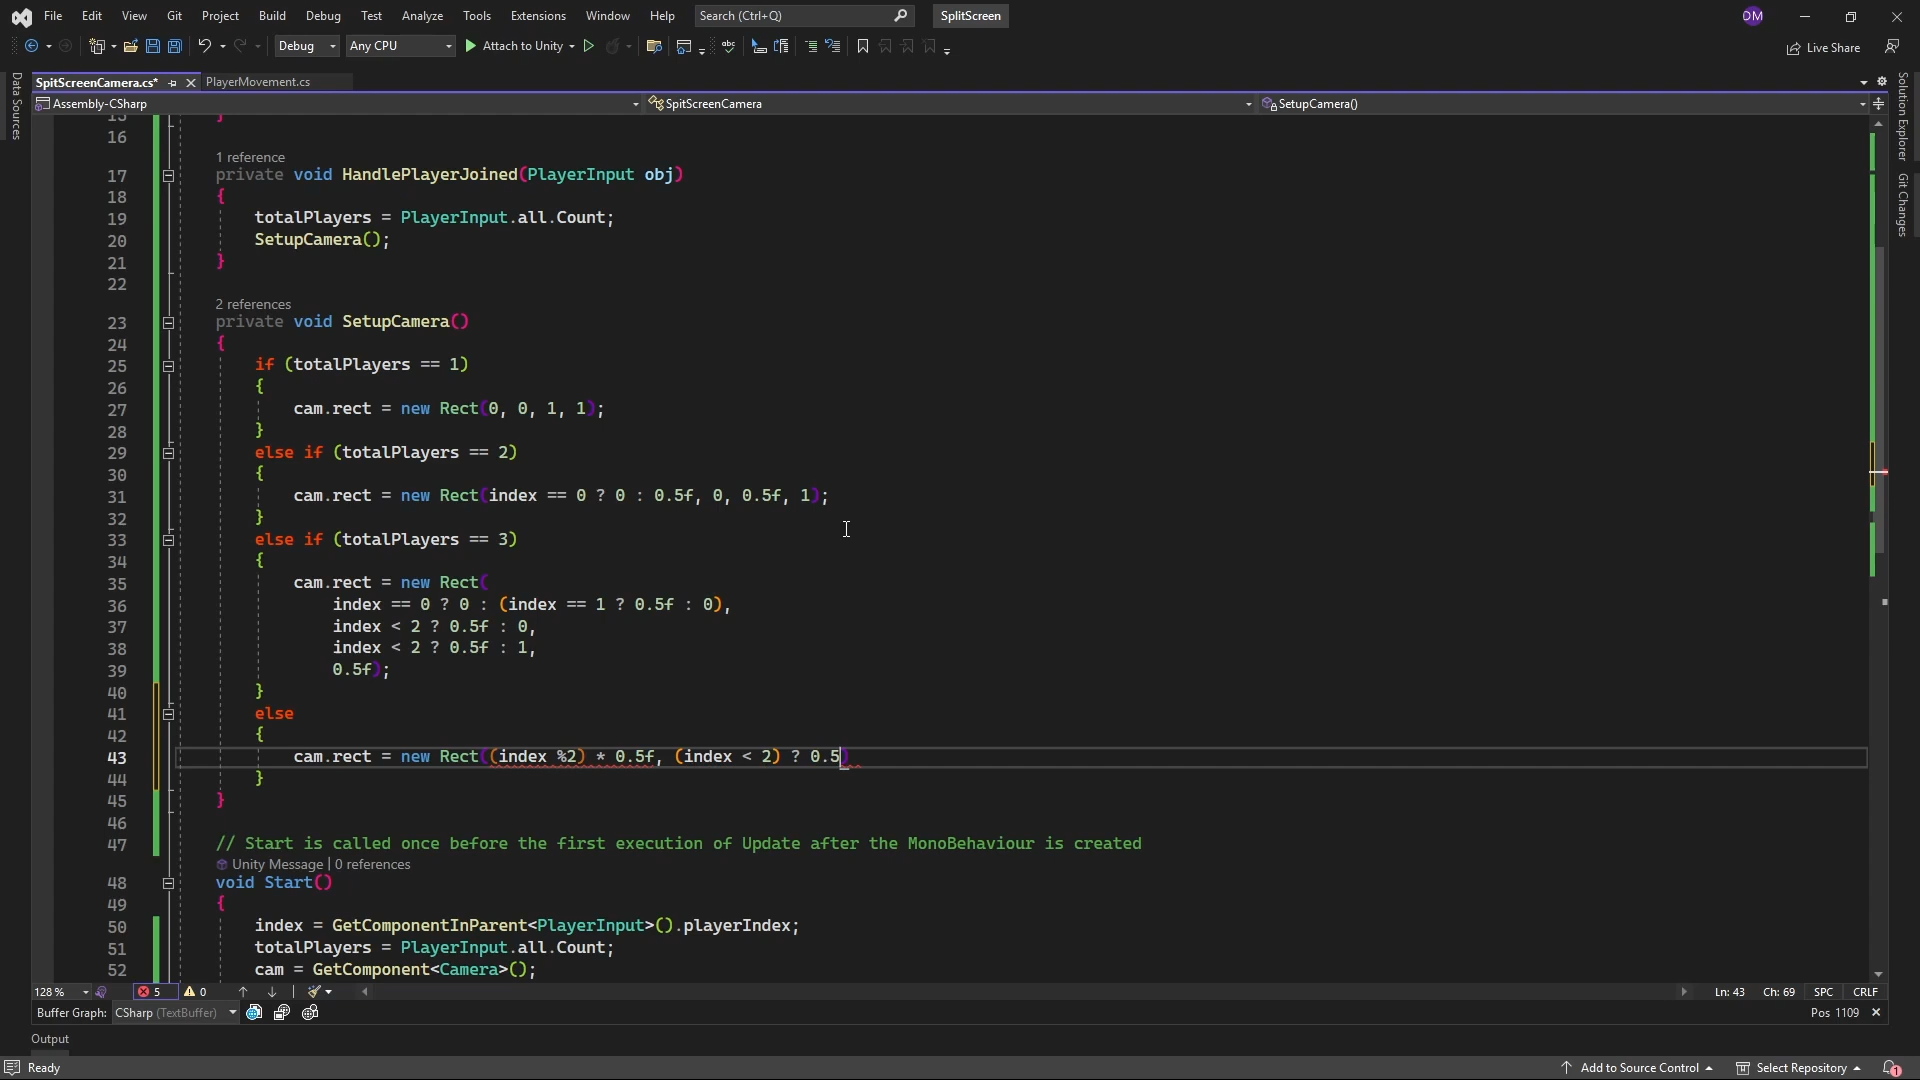 File Edit View Git Project Build Debug Test Analyze Tools Extensions Window Help Search (Ctrl+Q) SplitScreen DM
Debug Any CPU Attach to Unity Live Share
SpitScreenCamera.cs* PlayerMovement.cs
Assembly-CSharp SpitScreenCamera SetupCamera()
Data Sources
Solution Explorer
Git Changes
15 }
16
1 reference
17 private void HandlePlayerJoined(PlayerInput obj)
18 {
19 totalPlayers = PlayerInput.all.Count;
20 SetupCamera();
21 }
22
2 references
23 private void SetupCamera()
24 {
25 if (totalPlayers == 1)
26 {
27 cam.rect = new Rect(0, 0, 1, 1);
28 }
29 else if (totalPlayers == 2)
30 {
31 cam.rect = new Rect(index == 0 ? 0 : 0.5f, 0, 0.5f, 1);
32 }
33 else if (totalPlayers == 3)
34 {
35 cam.rect = new Rect(
36 index == 0 ? 0 : (index == 1 ? 0.5f : 0),
37 index < 2 ? 0.5f : 0,
38 index < 2 ? 0.5f : 1,
39 0.5f);
40 }
41 else
42 {
43 cam.rect = new Rect((index %2) * 0.5f, (index < 2) ? 0.5)
44 }
45 }
46
47 // Start is called once before the first execution of Update after the MonoBehaviour is created
Unity Message | 0 references
48 void Start()
49 {
50 index = GetComponentInParent<PlayerInput>().playerIndex;
51 totalPlayers = PlayerInput.all.Count;
52 cam = GetComponent<Camera>();
128 % 5 0 Ln: 43 Ch: 69 SPC CRLF
Buffer Graph: CSharp (TextBuffer) Pos 1109
Output
Ready Add to Source Control Select Repository 1